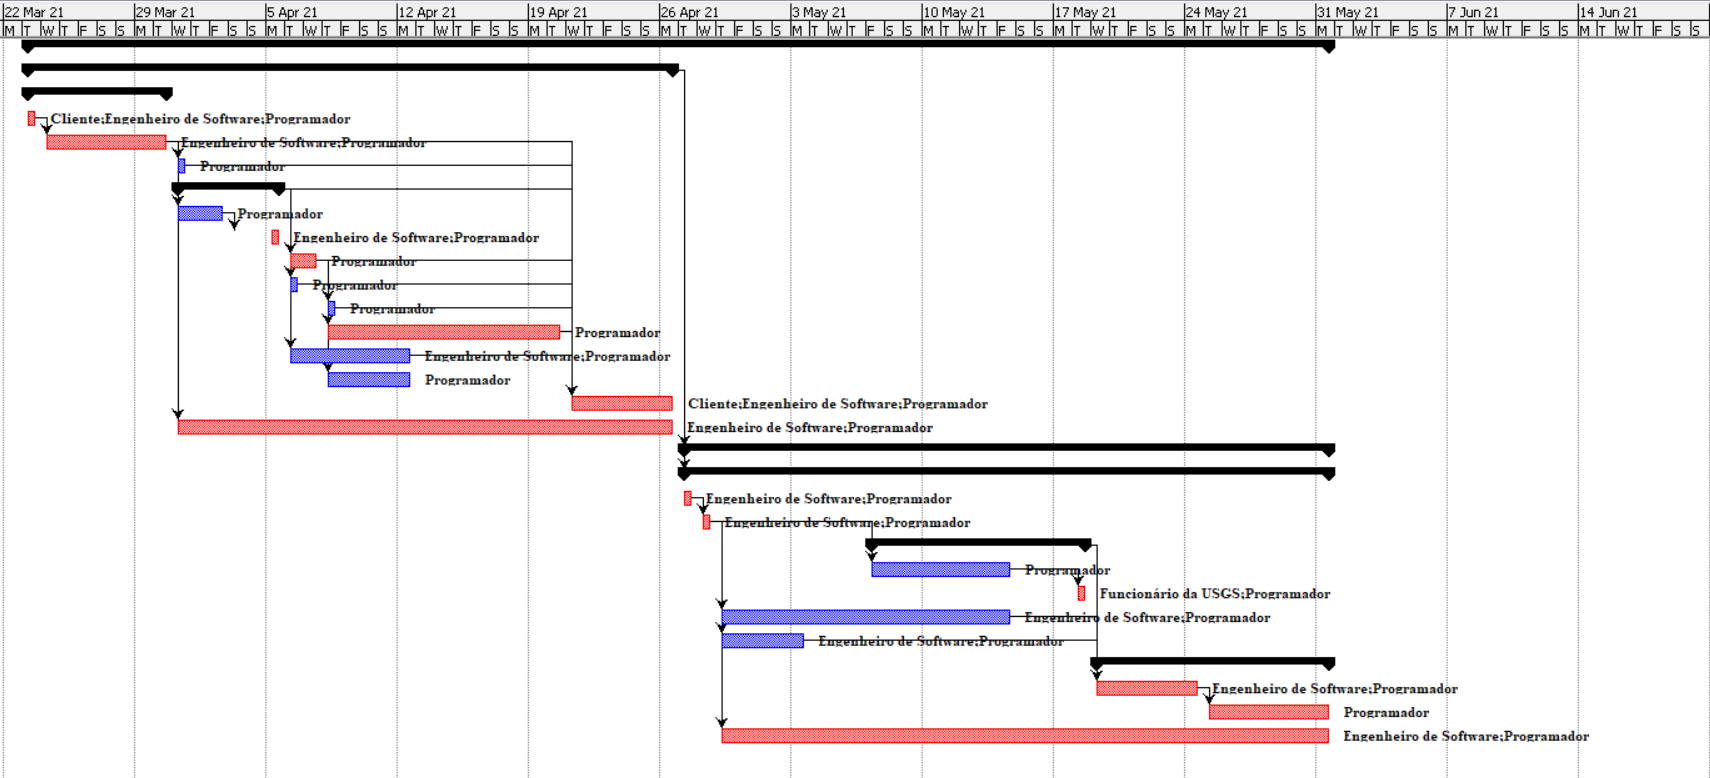 22 Mar 21 29 Mar 21 5 Apr 21 12 Apr 21 19 Apr 21 26 Apr 21 3 May 21 10 May 21 17 May 21 24 May 21 31 May 21 7 Jun 21 14 Jun 21
M T W T F S S M T W T F S S M T W T F S S M T W T F S S M T W T F S S M T W T F S S M T W T F S S M T W T F S S M T W T F S S M T W T F S S M T W T F S S M T W T F S S M T W T F S S
Cliente;Engenheiro de Software;Programador
Engenheiro de Software;Programador
Programador
Programador
Engenheiro de Software;Programador
Programador
Programador
Programador
Programador
Engenheiro de Software;Programador
Programador
Cliente;Engenheiro de Software;Programador
Engenheiro de Software;Programador
Engenheiro de Software;Programador
Engenheiro de Software;Programador
Programador
Funcionário da USGS;Programador
Engenheiro de Software;Programador
Engenheiro de Software;Programador
Engenheiro de Software;Programador
Programador
Engenheiro de Software;Programador